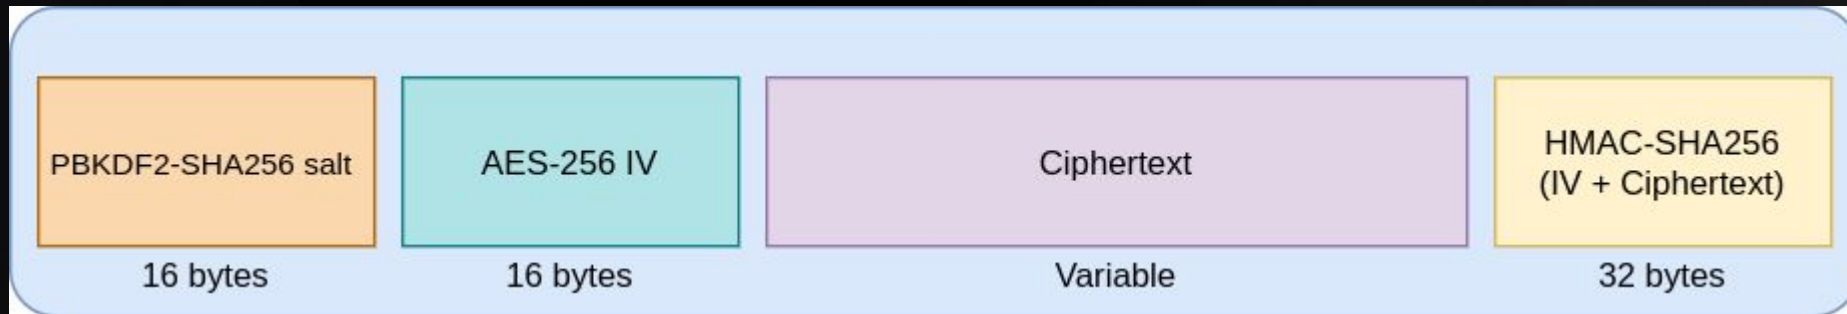 PBKDF2-SHA256 salt
AES-256 IV
Ciphertext
HMAC-SHA256
(IV + Ciphertext)
16 bytes
16 bytes
Variable
32 bytes